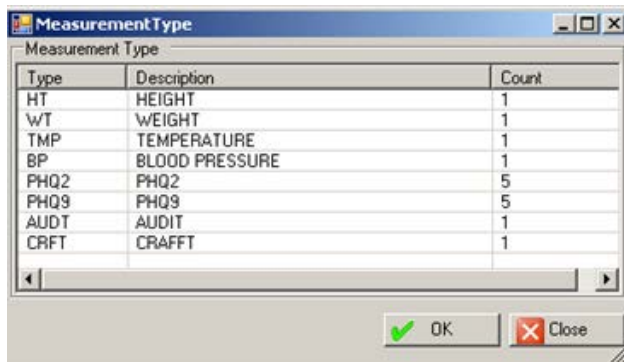 MeasurementType
Measurement Type
Type Description Count
HT HEIGHT 1
WT WEIGHT 1
TMP TEMPERATURE 1
BP BLOOD PRESSURE 1
PHQ2 PHQ2 5
PHQ9 PHQ9 5
AUDT AUDIT 1
CRFT CRAFFT 1
OK Close